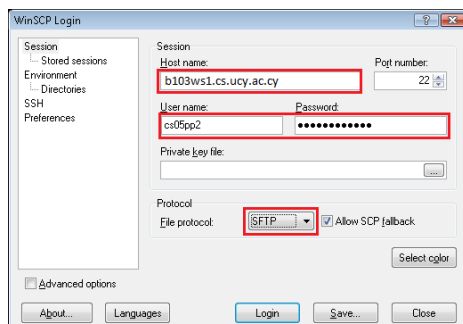 WinSCP Login
Session
Stored sessions
Environment
Directories
SSH
Preferences
Session
Host name:
Port number:
b103ws1.cs.ucy.ac.cy
22
User name:
Password:
cs05pp2
••••••••••••
Private key file:
...
Protocol
File protocol:
SFTP
Allow SCP fallback
Select color
Advanced options
About...
Languages
Login
Save...
Close